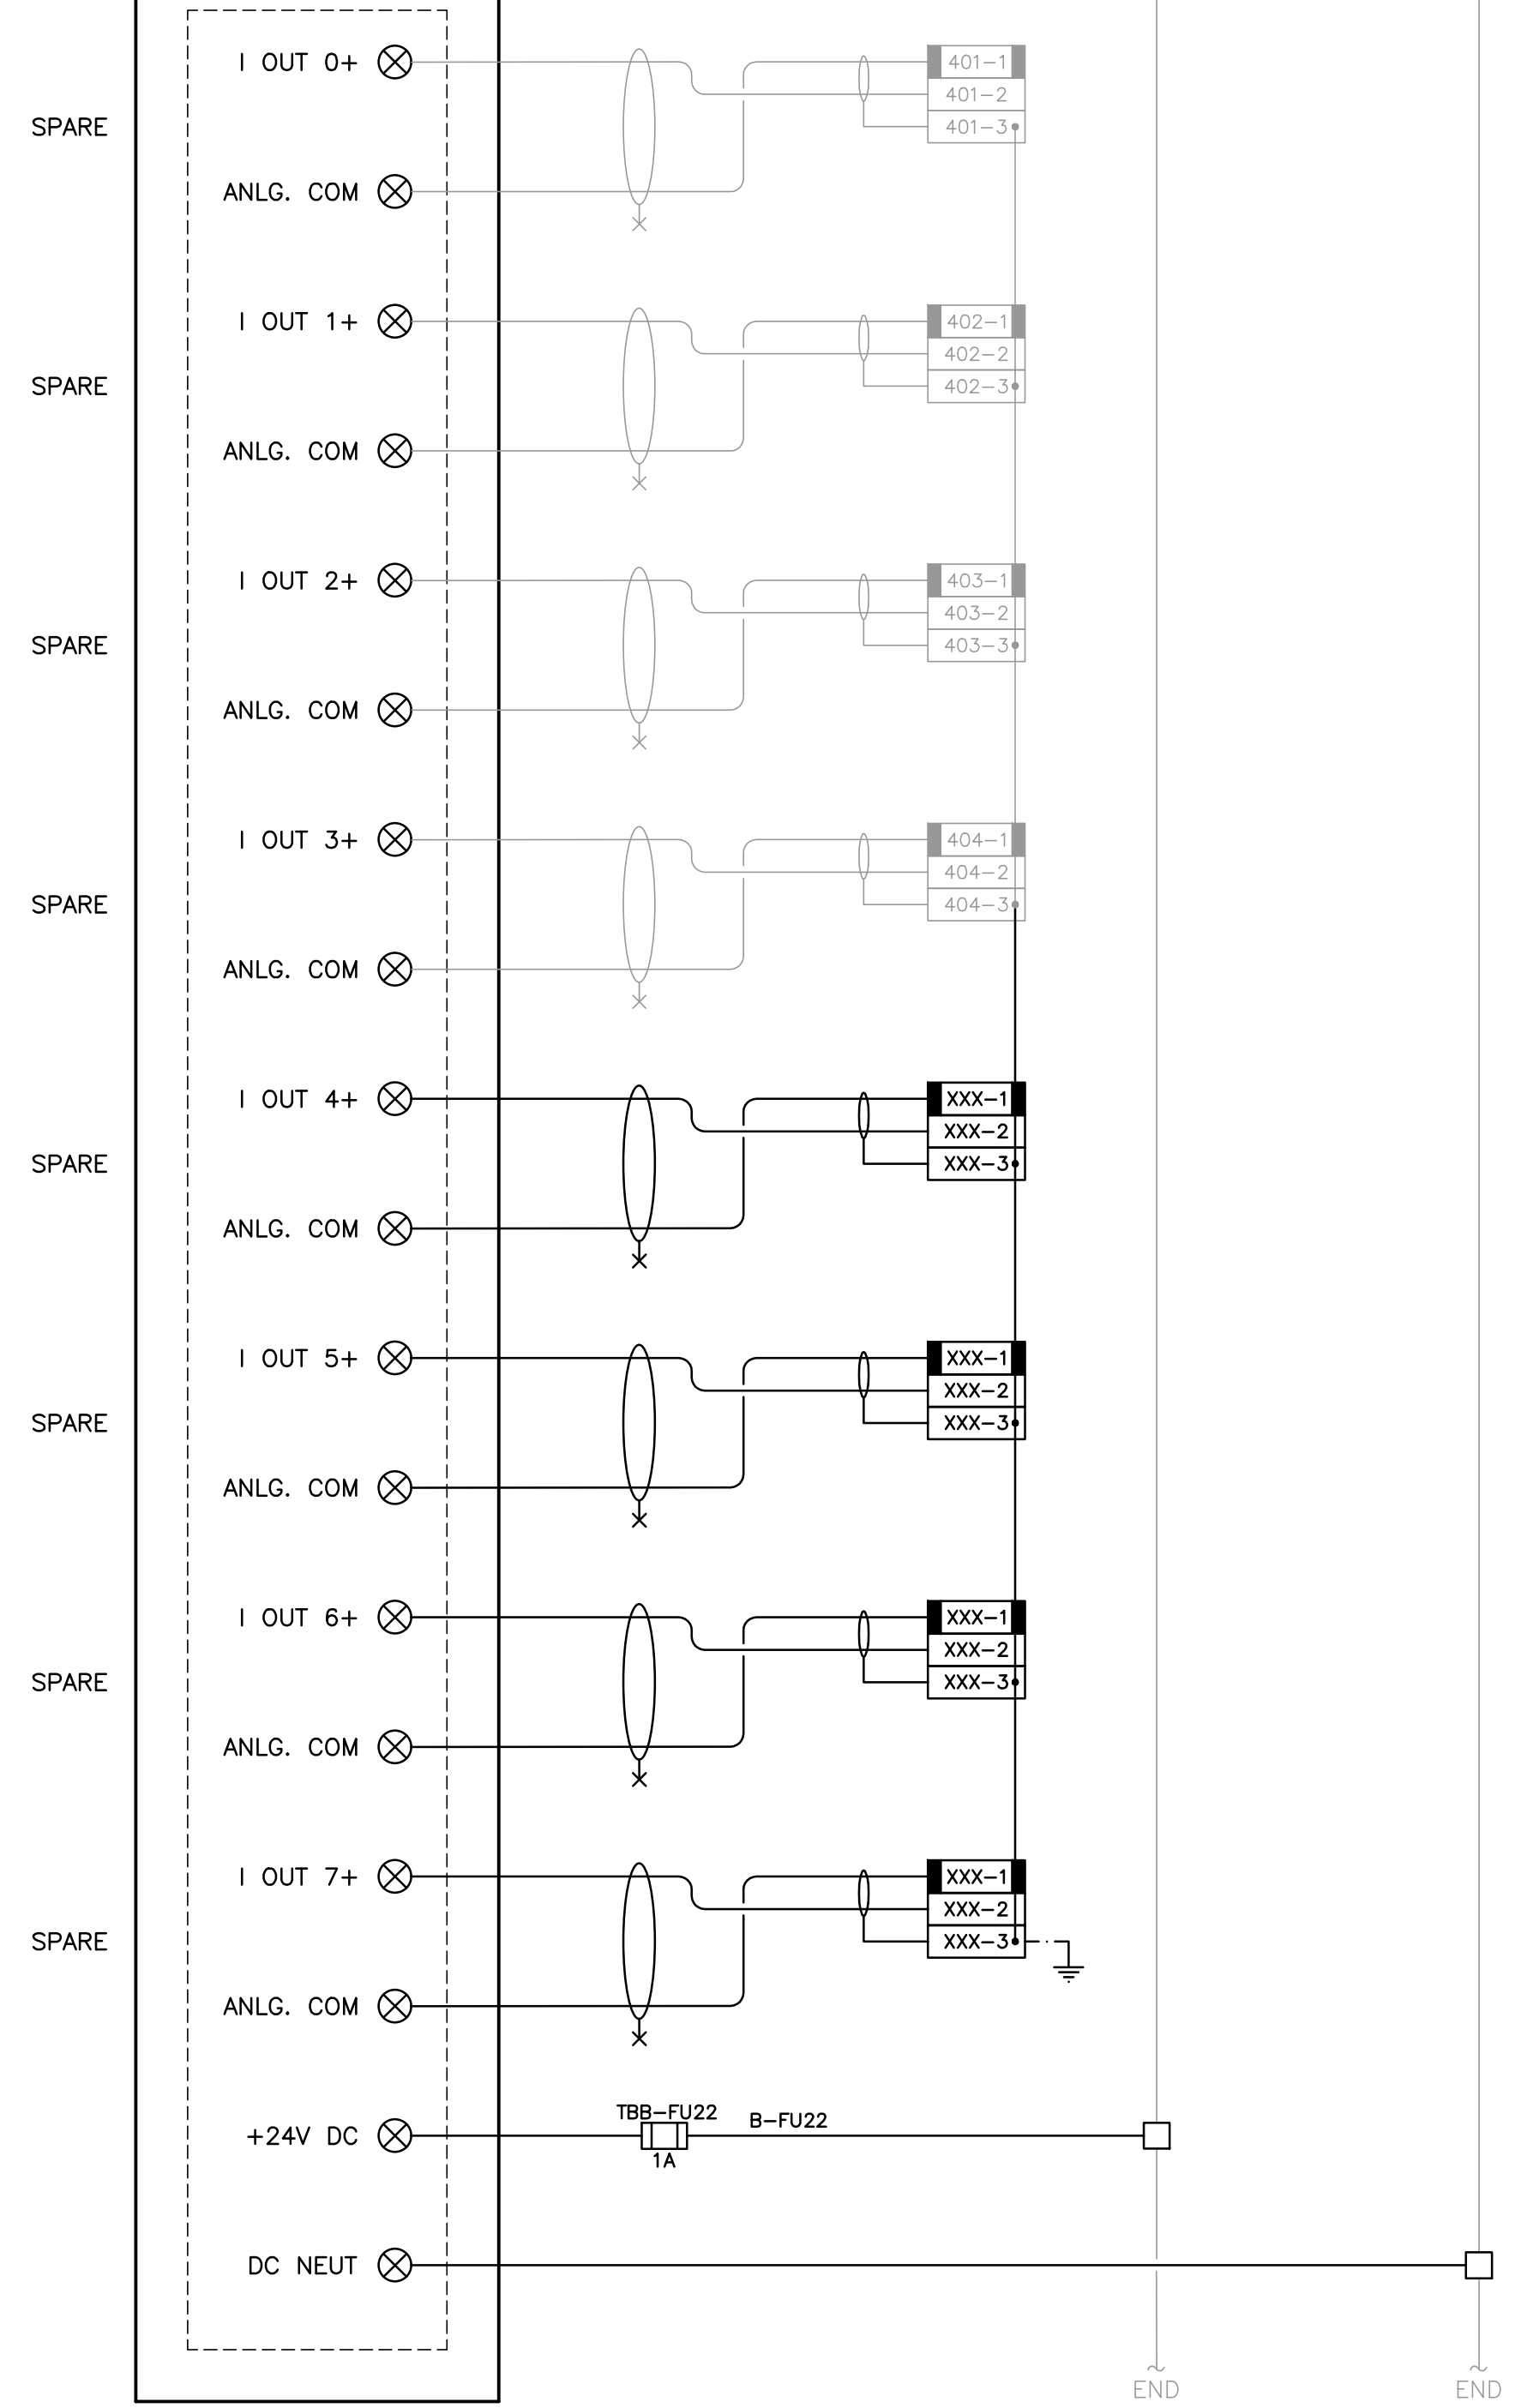 I OUT 0+
401-1
401-2
SPARE
401-3
ANLG. COM
I OUT 1+
402-1
402-2
SPARE
402-3
ANLG. COM
I OUT 2+
403-1
403-2
SPARE
403-3
ANLG. COM
I OUT 3+
404-1
404-2
SPARE
404-3
ANLG. COM
I OUT 4+
XXX-1
XXX-2
SPARE
XXX-3
ANLG. COM
I OUT 5+
XXX-1
XXX-2
SPARE
XXX-3
ANLG. COM
I OUT 6+
XXX-1
XXX-2
SPARE
XXX-3
ANLG. COM
I OUT 7+
XXX-1
XXX-2
SPARE
XXX-3
ANLG. COM
TBB-FU22
B-FU22
+24V DC
1A
DC NEUT
END
END